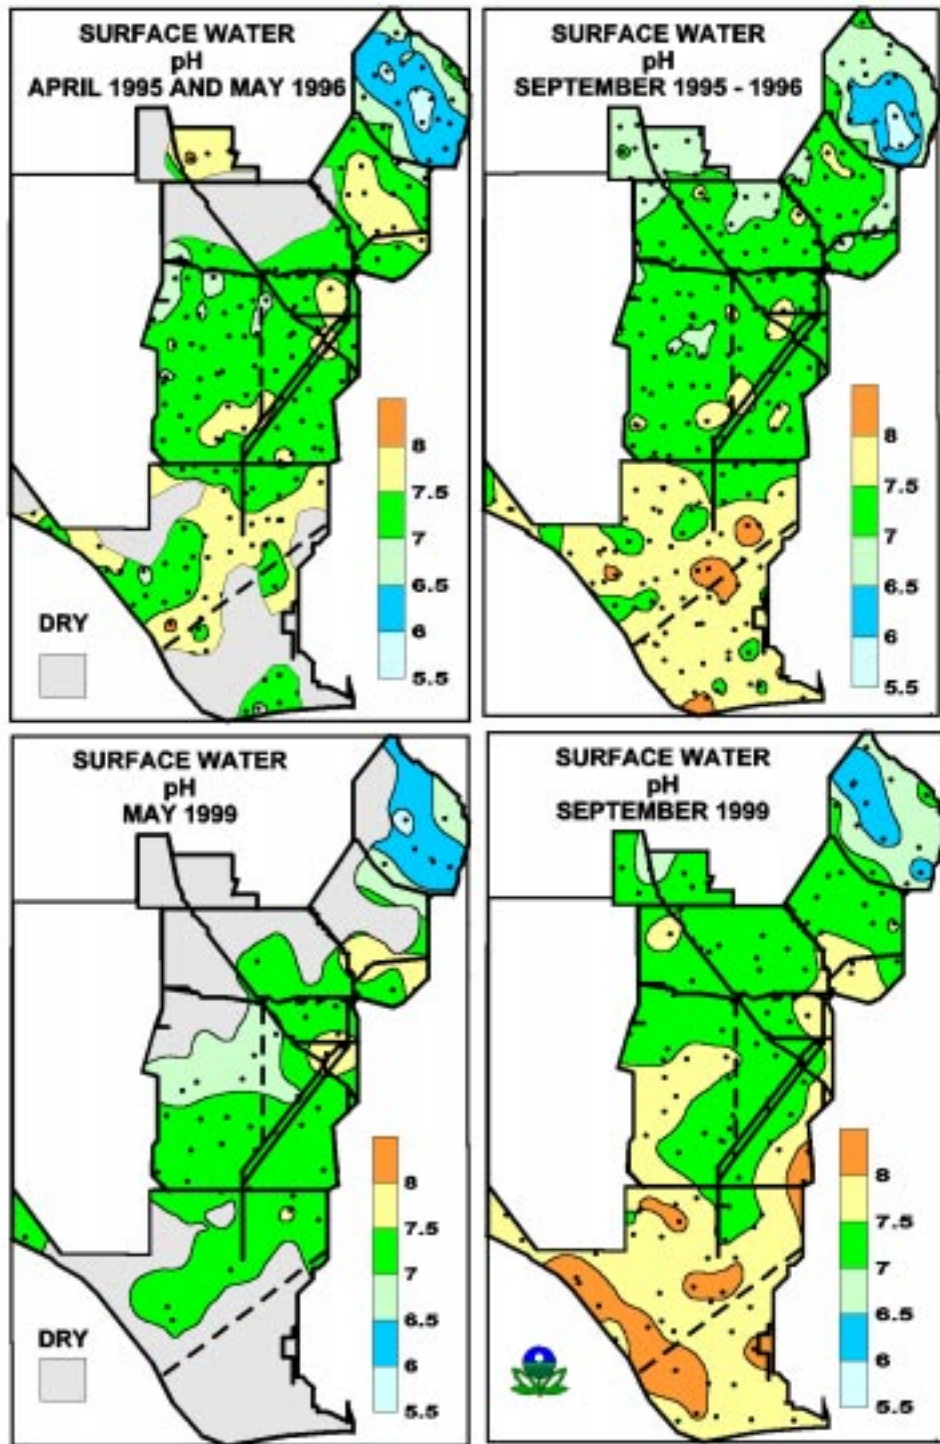 SURFACE WATER
pH
APRIL 1995 AND MAY 1996
8
7.5
7
6.5
6
5.5
DRY
SURFACE WATER
pH
SEPTEMBER 1995 - 1996
8
7.5
7
6.5
6
5.5
SURFACE WATER
pH
MAY 1999
8
7.5
7
6.5
6
5.5
DRY
SURFACE WATER
pH
SEPTEMBER 1999
8
7.5
7
6.5
6
5.5